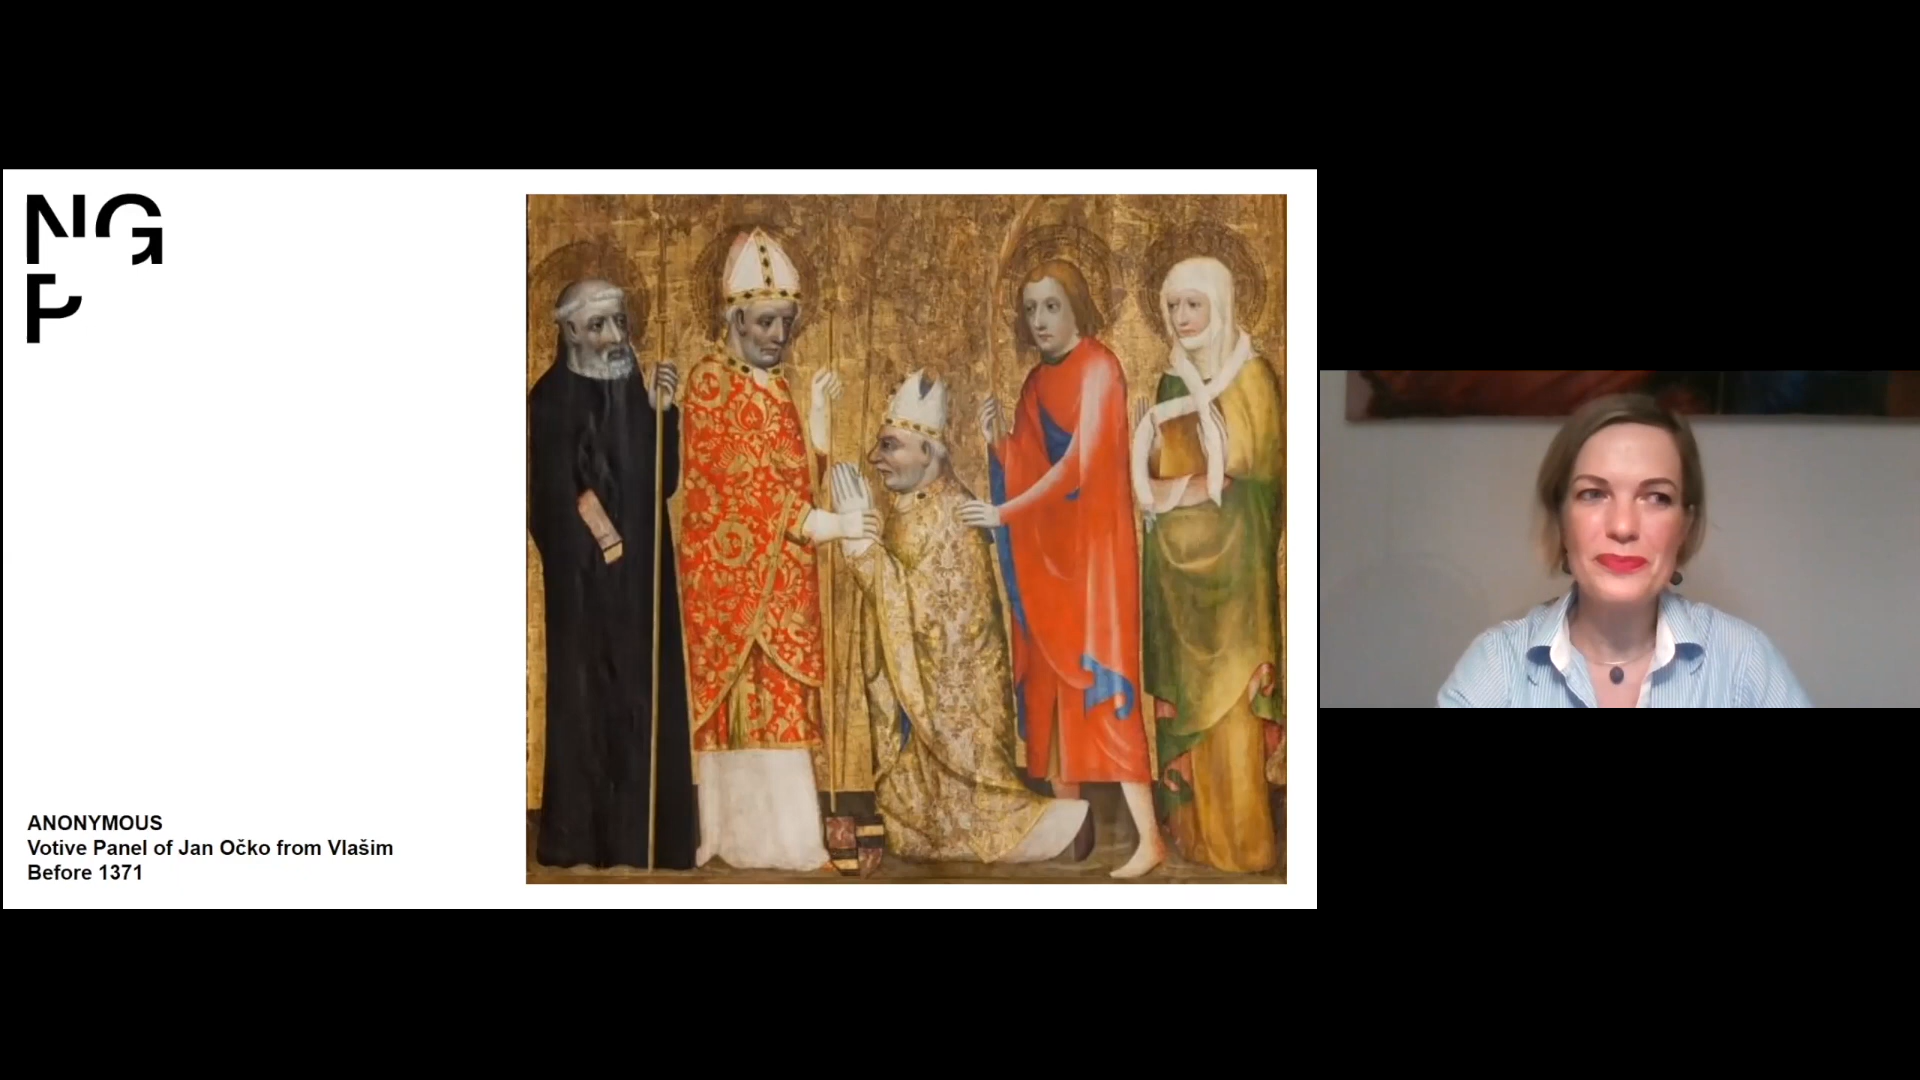 NG
P
ANONYMOUS
Votive Panel of Jan Očko from Vlašim
Before 1371